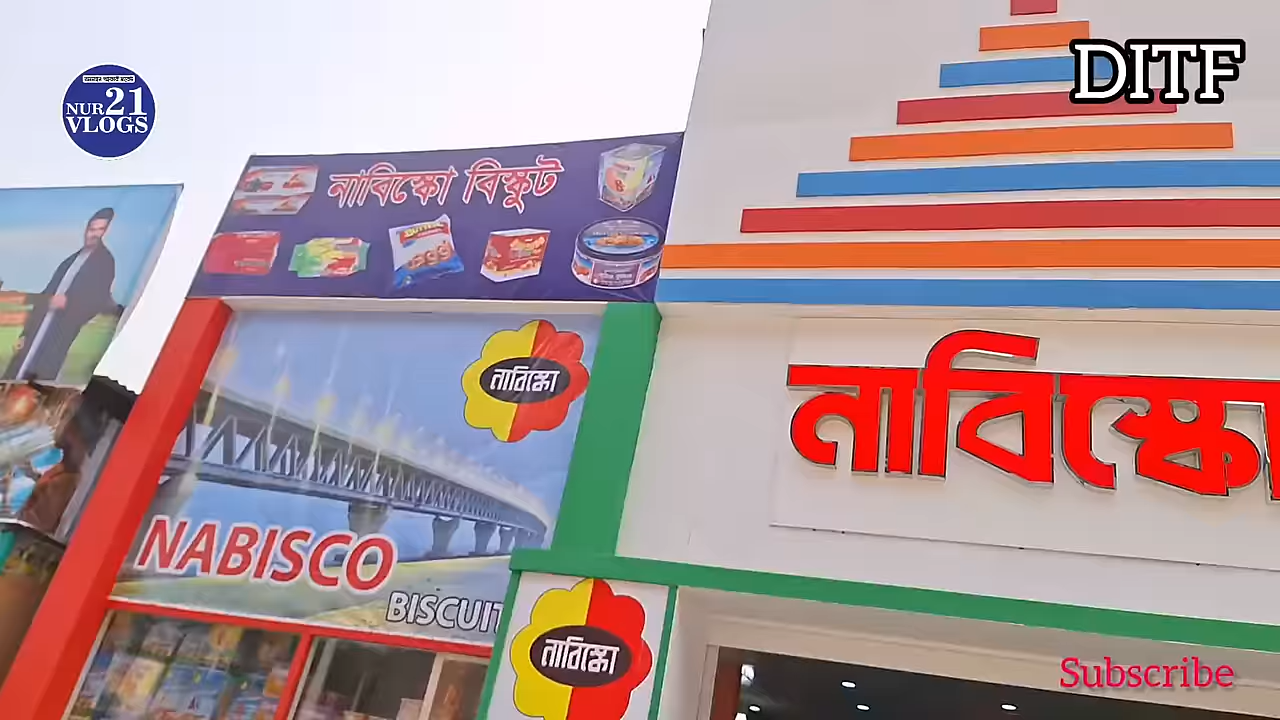 NUR 21
VLOGS
DITF
নাবিস্কো বিস্কুট
নাবিস্কো
নাবিস্কো
NABISCO
BISCUIT
নাবিস্কো
Subscribe